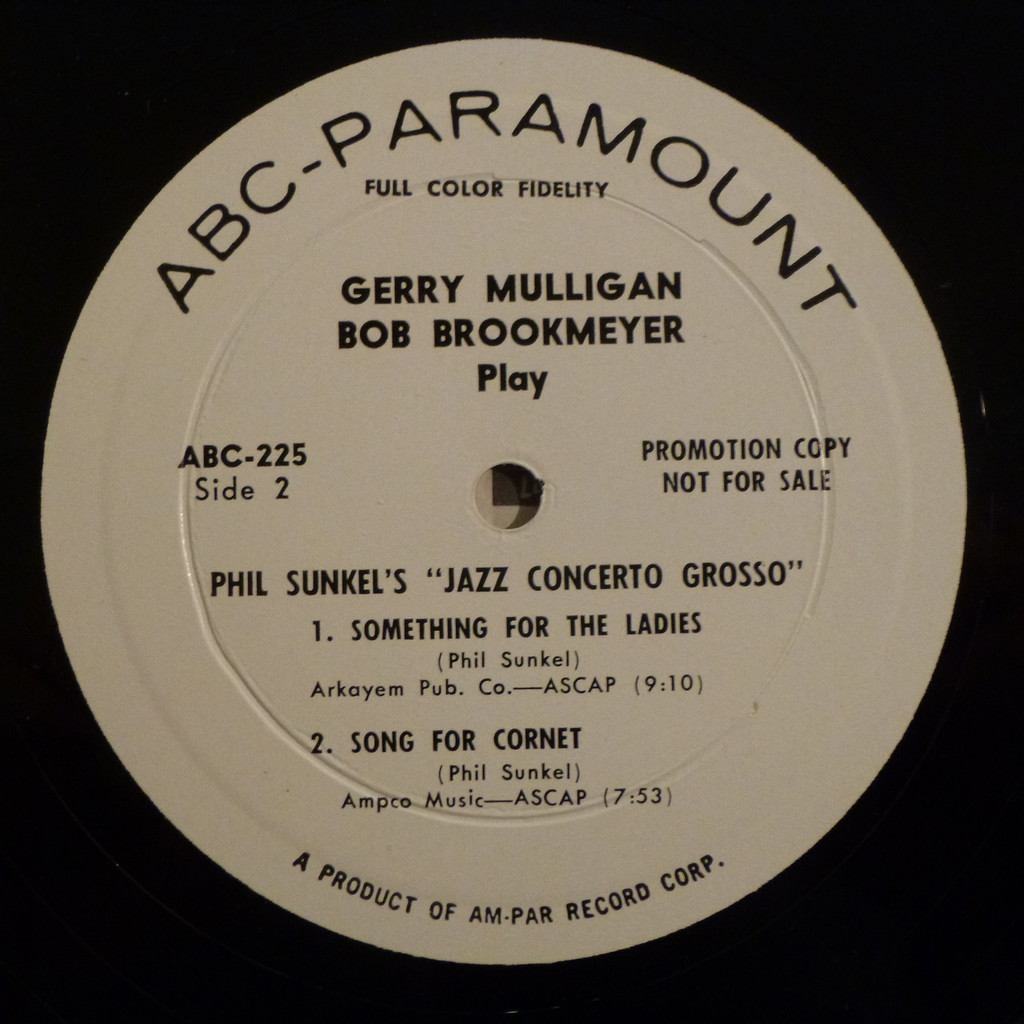 ABC-PARAMOUNT
FULL COLOR FIDELITY
GERRY MULLIGAN
BOB BROOKMEYER
Play
ABC-225
Side 2
PROMOTION COPY
NOT FOR SALE
PHIL SUNKEL'S “JAZZ CONCERTO GROSSO”
1. SOMETHING FOR THE LADIES
(Phil Sunkel)
Arkayem Pub. Co.—ASCAP (9:10)
2. SONG FOR CORNET
(Phil Sunkel)
Ampco Music—ASCAP (7:53)
A PRODUCT OF AM-PAR RECORD CORP.